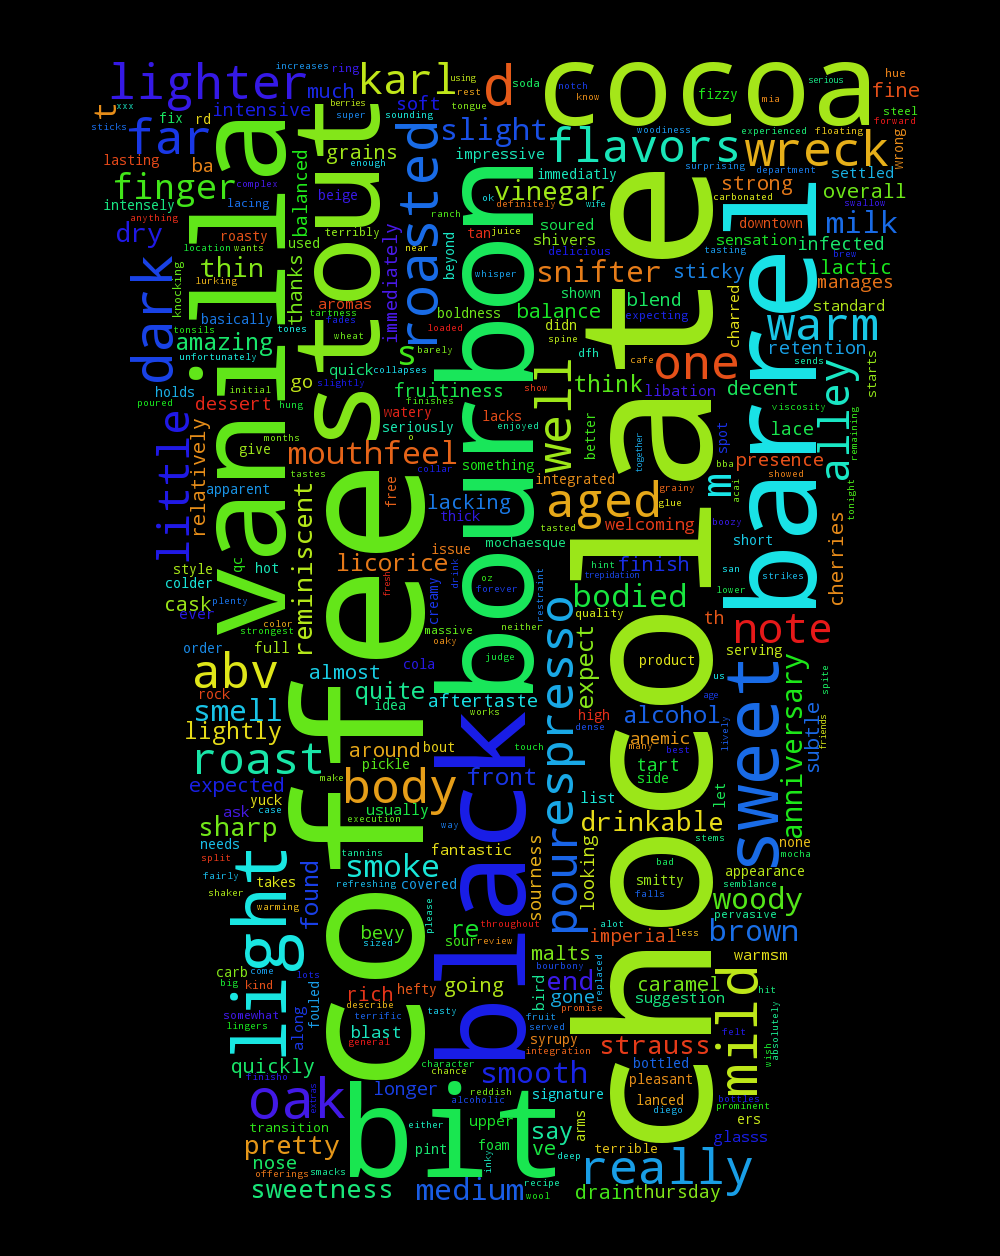 cocoa
lighter
karl
d
increases
ring
using
rest
soda
fizzy
notch
know
mia
serious
hue
fine
steel
forward
xxx
t
sticks
fix
rd
intensive
much
berries
super
soft
sounding
tongue
far
lasting
ba
grains
slight
flavors
woodiness
experienced
floating
wreck
wrong
impressive
immediatly
surprising
department
carbonated
settled
finger
intensely
complex
lacing
balanced
enough
beige
roasted
vanilla
stout
vinegar
ok
definitely
wife
strong
tasting
swallow
overall
anything
dry
roasty
location
wants
used
terribly
near
ranch
tan
juice
soured
shivers
delicious
downtown
sensation
brew
infected
milk
knocking
lurking
thin
thanks
immediately
beyond
whisper
snifter
sticky
lactic
manages
dark
basically
tones
aromas
tartness
fades
wheat
boldness
shown
balance
blend
expecting
charred
sends
standard
tonsils
amazing
unfortunately
loaded
barely
s
didn
spine
dfh
cafe
one
warm
retention
starts
poured
holds
initial
hung
go
quick
collapses
slightly
fruitiness
finishes
show
think
libation
decent
viscosity
dessert
watery
seriously
lacks
enjoyed
well
better
together
lace
showed
alley
remaining
little
relatively
give
months
mouthfeel
o
something
integrated
grainy
spot
bba
presence
strikes
tonight
apparent
tastes
collar
free
lacking
thick
tasted
aged
glue
welcoming
m
acai
boozy
short
barrel
cherries
style
colder
qc
hot
reminiscent
licorice
issue
mochaesque
hint
finish
trepidation
san
lower
cask
plenty
ever
color
strongest
fresh
creamy
drink
oz
forever
restraint
bodied
quality
th
note
order
full
coffee
massive
oaky
neither
bourbon
chocolate
serving
abv
rock
almost
cola
judge
pourespresso
expect
product
us
age
spite
smell
quite
idea
aftertaste
works
high
dense
alcohol
lively
sweet
anniversary
subtle
friends
lightly
around
bout
touch
anemic
many
best
roast
pickle
make
black
front
tart
side
expected
body
usually
list
let
yuck
ask
case
execution
way
drinkable
stems
none
mocha
sharp
needs
split
tannins
fantastic
sourness
looking
bad
appearance
fairly
shaker
takes
smoke
refreshing
covered
smitty
falls
semblance
light
warming
found
please
woody
pervasive
bevy
sized
re
throughout
alot
less
imperial
brown
sour
review
malts
warmsm
carb
come
big
kind
lots
bourbony
bird
end
gone
replaced
caramel
suggestion
hit
rich
hefty
going
describe
tasty
promise
mild
somewhat
lingers
fouled
along
terrific
blast
general
fruit
served
syrupy
integration
strauss
felt
wish
absolutely
quickly
finisho
character
chance
smooth
bottled
pleasant
oak
extras
longer
reddish
alcoholic
signature
lanced
diego
bottles
prominent
transition
bit
either
upper
say
arms
ers
pretty
pint
foam
ve
terrible
glasss
nose
offerings
smacks
inky
deep
recipe
really
sweetness
medium
wool
drain
thursday